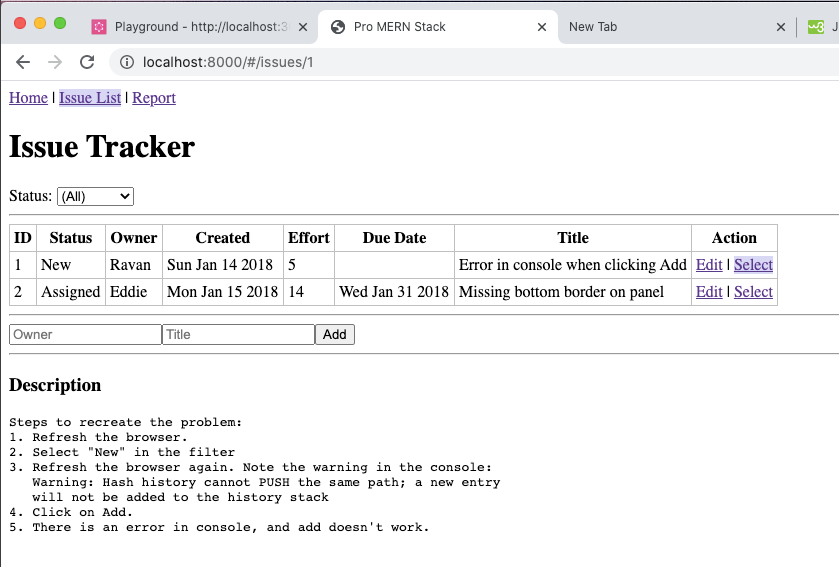 Playground - http://localhost:3
Pro MERN Stack
New Tab
localhost:8000/#/issues/1
Home | Issue List | Report
Issue Tracker
Status: (All)
ID Status Owner Created Effort Due Date Title Action
1 New Ravan Sun Jan 14 2018 5 Error in console when clicking Add Edit | Select
2 Assigned Eddie Mon Jan 15 2018 14 Wed Jan 31 2018 Missing bottom border on panel Edit | Select
Owner Title Add
Description
Steps to recreate the problem:
1. Refresh the browser.
2. Select "New" in the filter
3. Refresh the browser again. Note the warning in the console:
Warning: Hash history cannot PUSH the same path; a new entry
will not be added to the history stack
4. Click on Add.
5. There is an error in console, and add doesn't work.